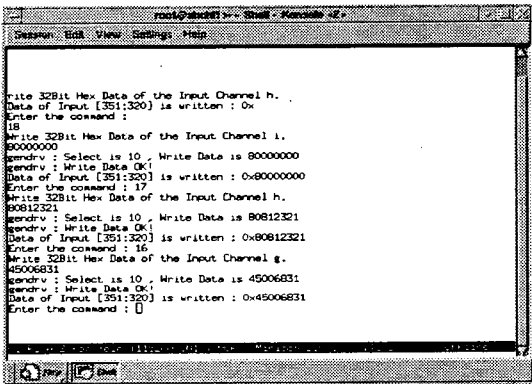 Shell - Konsole <2>
Session Edit View Settings Help
rite 32Bit Hex Data of the Input Channel h.
Data of Input [351:320] is written : 0x
Enter the command :
18
Write 32Bit Hex Data of the Input Channel i.
80000000
gendrv : Select is 10 , Write Data is 80000000
gendrv : Write Data OK!
Data of Input [351:320] is written : 0x80000000
Enter the command : 17
Write 32Bit Hex Data of the Input Channel h.
80812321
gendrv : Select is 10 , Write Data is 80812321
gendrv : Write Data OK!
Data of Input [351:320] is written : 0x80812321
Enter the command : 16
Write 32Bit Hex Data of the Input Channel g.
45006831
gendrv : Select is 10 , Write Data is 45006831
gendrv : Write Data OK!
Data of Input [351:320] is written : 0x45006831
Enter the command :
New